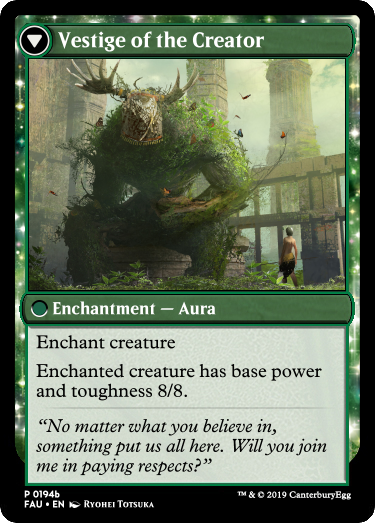 Vestige of the Creator
Enchantment — Aura
Enchant creature
Enchanted creature has base power
and toughness 8/8.
“No matter what you believe in,
something put us all here. Will you join
me in paying respects?”
P 0194b
FAU • EN Ryohei Totsuka
™ & © 2019 CanterburyEgg